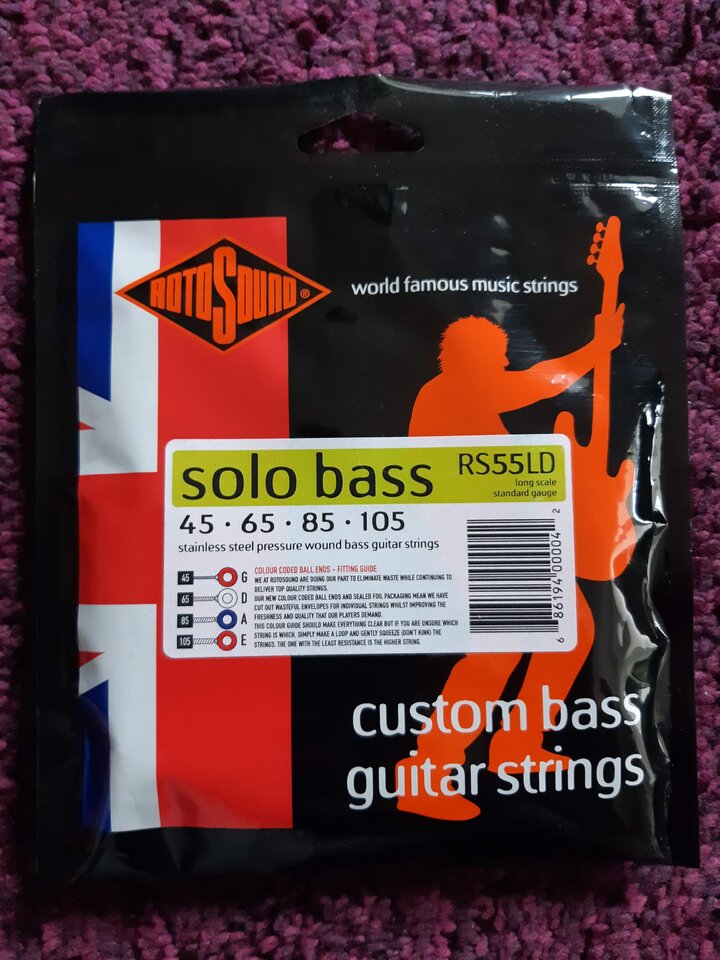 ROTOSOUND®
world famous music strings
solo bass
RS55LD
long scale
standard gauge
45 · 65 · 85 · 105
stainless steel pressure wound bass guitar strings
COLOUR CODED BALL ENDS - FITTING GUIDE
45 G
65 D
85 A
105 E
WE AT ROTOSOUND ARE DOING OUR PART TO ELIMINATE WASTE WHILE CONTINUING TO
DELIVER TOP QUALITY STRINGS.
OUR NEW COLOUR CODED BALL ENDS AND SEALED FOIL PACKAGING MEAN WE HAVE
CUT OUT WASTEFUL ENVELOPES FOR INDIVIDUAL STRINGS WHILST IMPROVING THE
FRESHNESS AND QUALITY THAT OUR PLAYERS DEMAND.
THIS COLOUR GUIDE SHOULD MAKE EVERYTHING CLEAR BUT IF YOU ARE UNSURE WHICH
STRING IS WHICH, SIMPLY MAKE A LOOP AND GENTLY SQUEEZE (DON'T KINK) THE
STRINGS. THE ONE WITH THE LEAST RESISTANCE IS THE HIGHER STRING.
6 86194 00004 2
custom bass
guitar strings